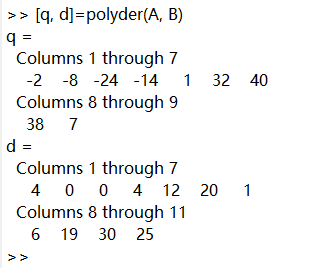 >> [q, d]=polyder(A, B)
q =
Columns 1 through 7
-2 -8 -24 -14 1 32 40
Columns 8 through 9
38 7
d =
Columns 1 through 7
4 0 0 4 12 20 1
Columns 8 through 11
6 19 30 25
>>